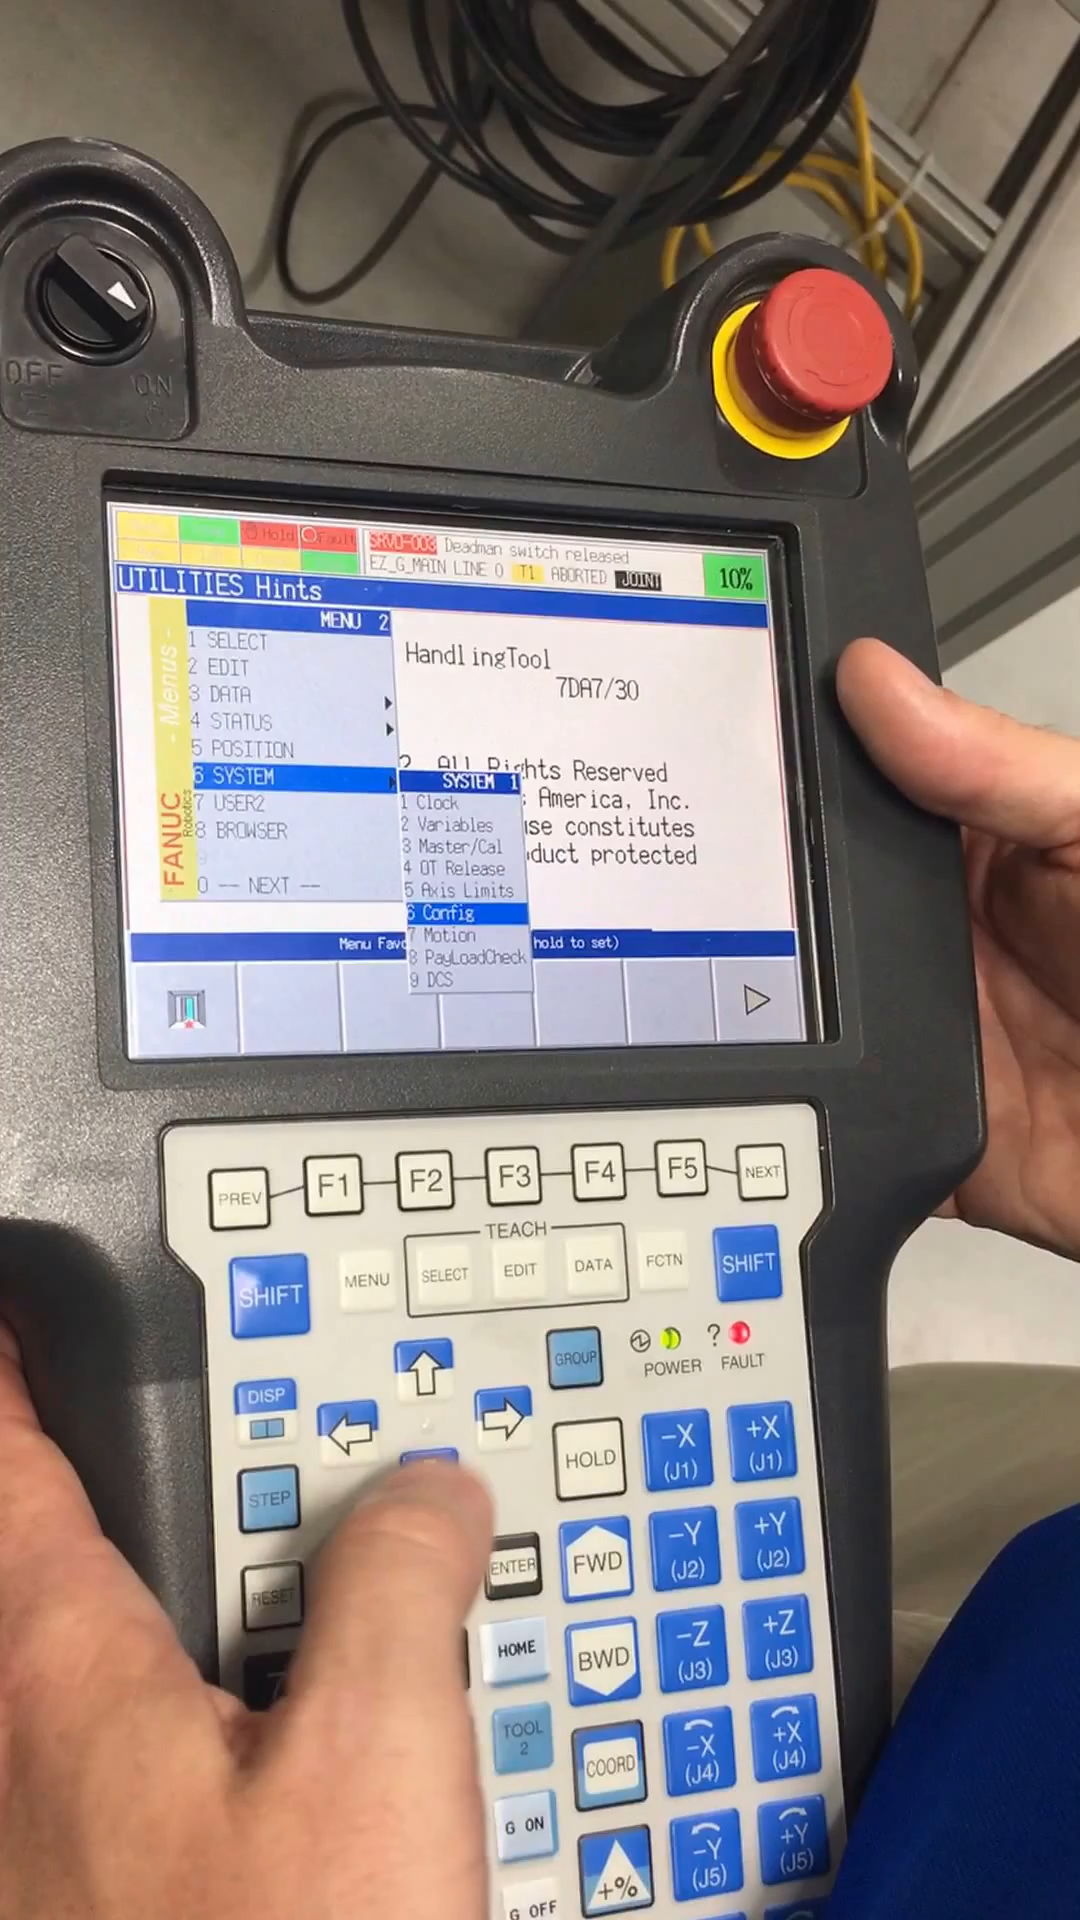 OFF
ON
Hold
Fault
SRVO-003 Deadman switch released
EZ_G_MAIN LINE 0 T1 ABORTED JOINT
10%
UTILITIES Hints
- Menus -
FANUC
Robotics
MENU 2
1 SELECT
2 EDIT
3 DATA
4 STATUS
5 POSITION
6 SYSTEM
7 USER2
8 BROWSER
9
0 -- NEXT --
HandlingTool
7DA7/30
All Rights Reserved
America, Inc.
use constitutes
duct protected
SYSTEM 1
1 Clock
2 Variables
3 Master/Cal
4 OT Release
5 Axis Limits
6 Config
7 Motion
8 PayLoadCheck
9 DCS
Menu Favo
hold to set)
PREV
F1
F2
F3
F4
F5
NEXT
TEACH
SHIFT
MENU
SELECT
EDIT
DATA
FCTN
SHIFT
GROUP
?
POWER
FAULT
DISP
HOLD
-X
(J1)
+X
(J1)
STEP
ENTER
FWD
-Y
(J2)
+Y
(J2)
RESET
HOME
BWD
-Z
(J3)
+Z
(J3)
7
TOOL
2
COORD
-X
(J4)
+X
(J4)
G ON
+%
-Y
(J5)
+Y
(J5)
G OFF